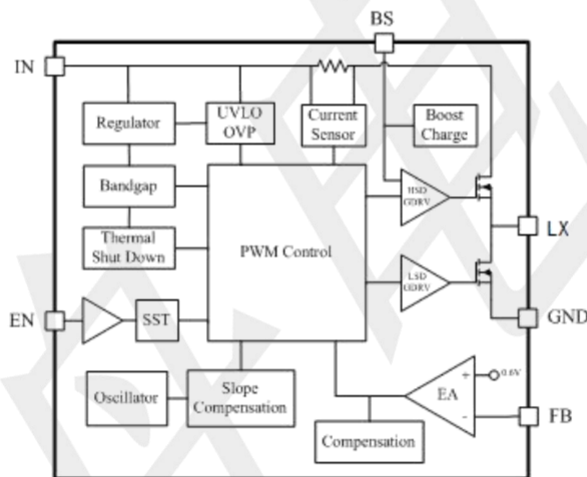 BS
IN
Regulator
UVLO
OVP
Current
Sensor
Boost
Charge
Bandgap
HSD
GDRV
Thermal
Shut Down
PWM Control
LX
LSD
GDRV
EN
SST
GND
0.6V
+
EA
-
FB
Oscillator
Slope
Compensation
Compensation